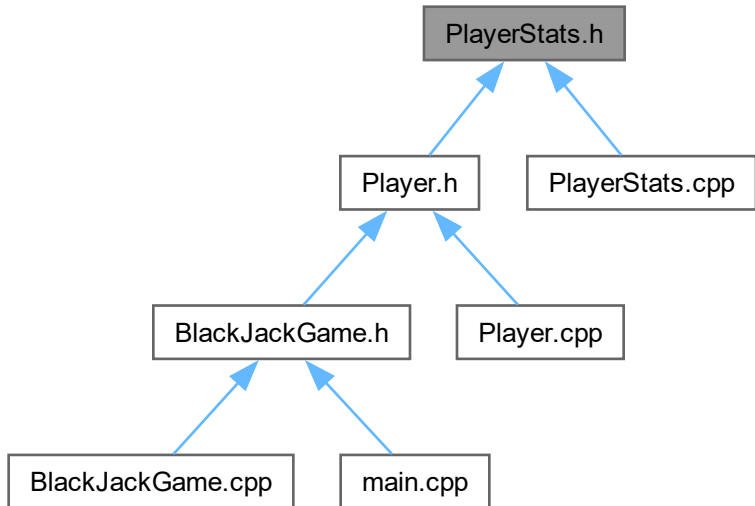 PlayerStats.h
Player.h
PlayerStats.cpp
BlackJackGame.h
Player.cpp
BlackJackGame.cpp
main.cpp